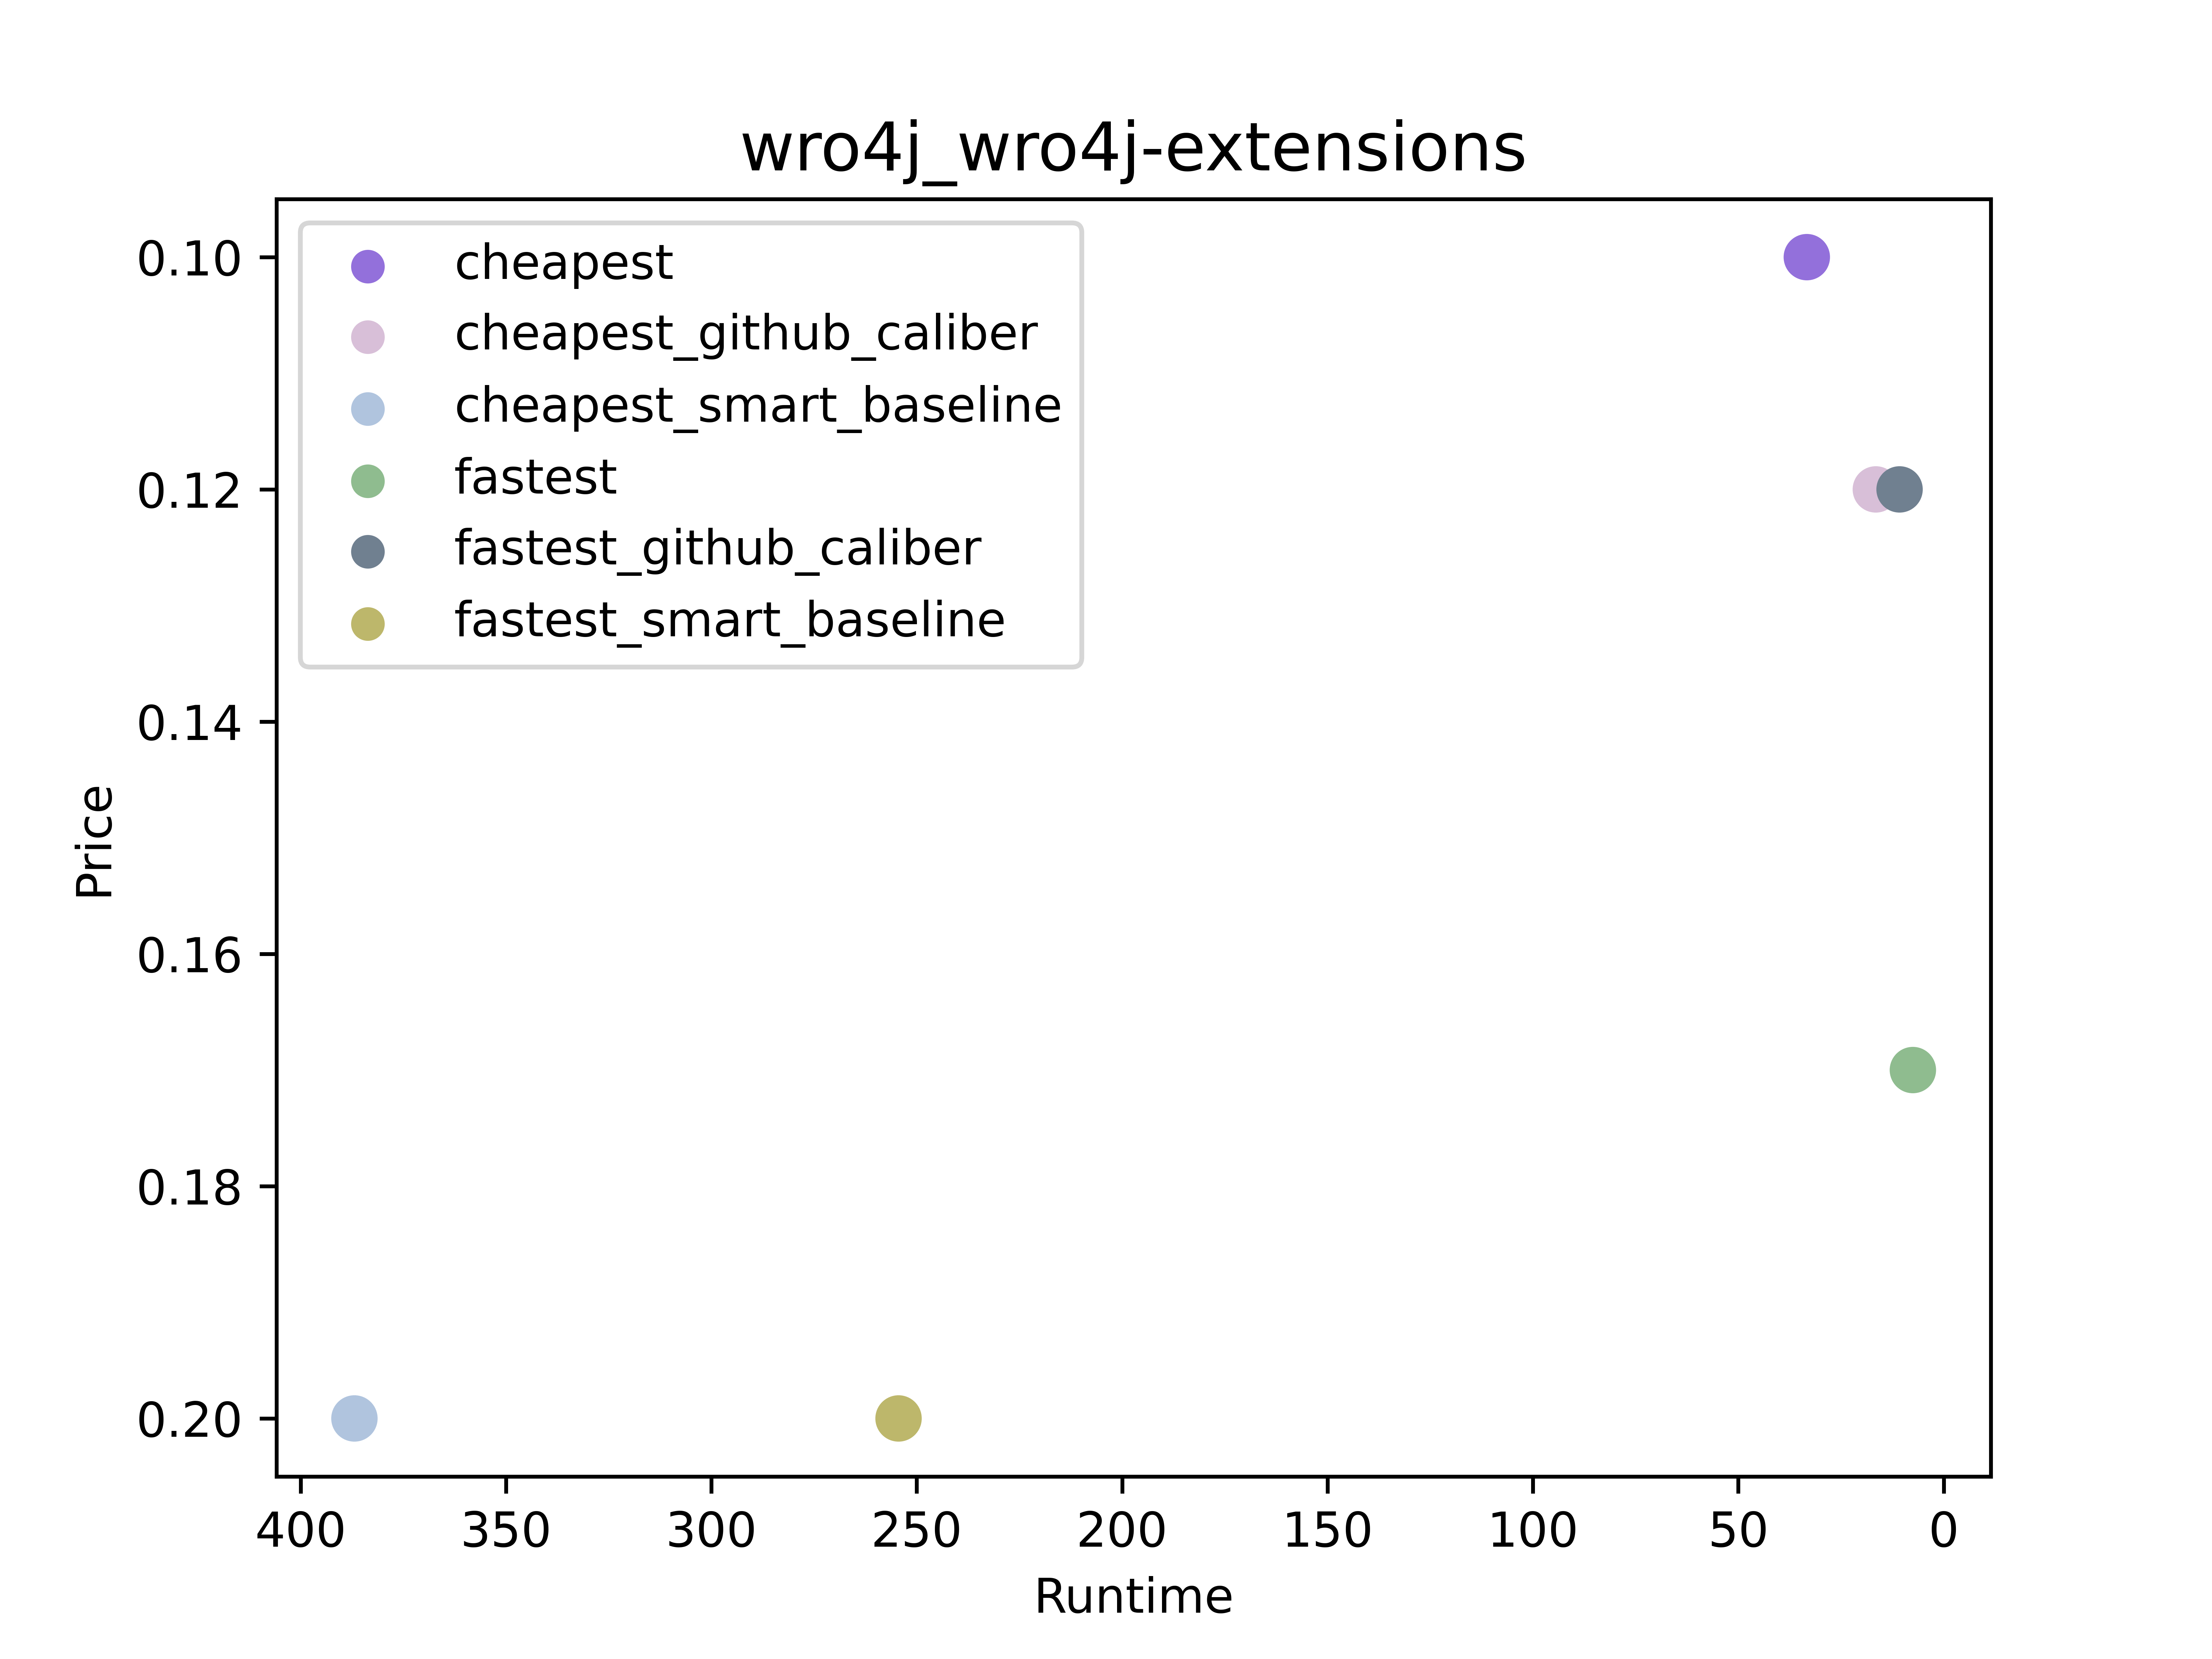 wro4j_wro4j-extensions
cheapest
cheapest_github_caliber
cheapest_smart_baseline
fastest
fastest_github_caliber
fastest_smart_baseline
0.10
0.12
0.14
0.16
0.18
0.20
Price
400 350 300 250 200 150 100 50 0
Runtime